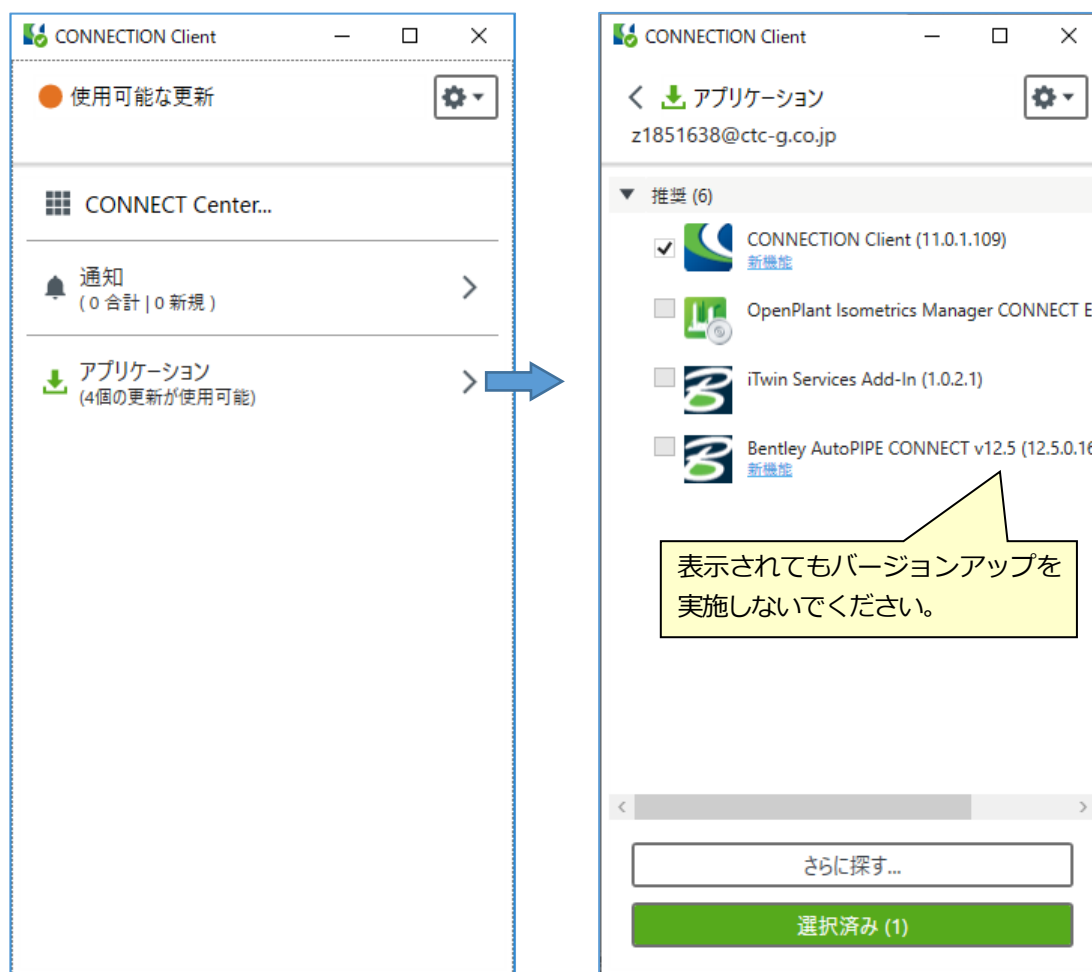 CONNECTION Client
使用可能な更新
CONNECT Center...
通知
( 0 合計 | 0 新規 )
アプリケーション
(4個の更新が使用可能)
CONNECTION Client
アプリケーション
z1851638@ctc-g.co.jp
推奨 (6)
CONNECTION Client (11.0.1.109)
新機能
OpenPlant Isometrics Manager CONNECT E
iTwin Services Add-In (1.0.2.1)
Bentley AutoPIPE CONNECT v12.5 (12.5.0.16
新機能
表示されてもバージョンアップを
実施しないでください。
さらに探す...
選択済み (1)